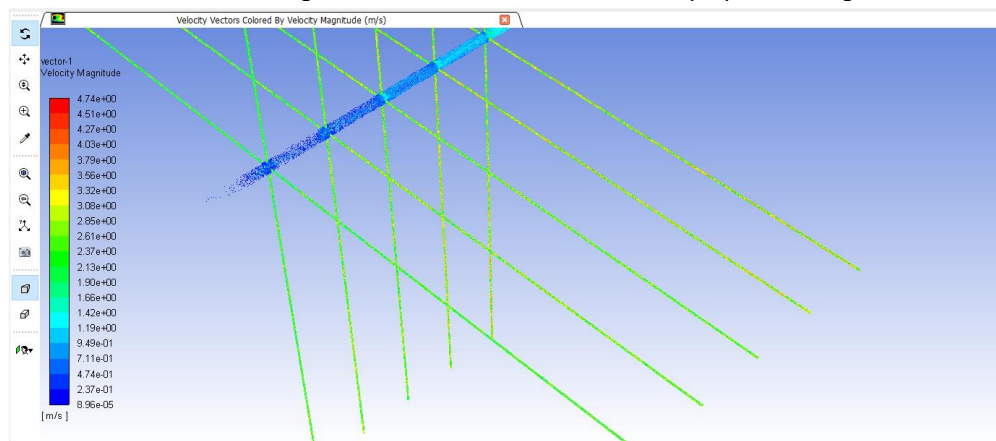 Velocity Vectors Colored By Velocity Magnitude (m/s)
vector-1
Velocity Magnitude
4.74e+00
4.51e+00
4.27e+00
4.03e+00
3.79e+00
3.56e+00
3.32e+00
3.08e+00
2.85e+00
2.61e+00
2.37e+00
2.13e+00
1.90e+00
1.66e+00
1.42e+00
1.19e+00
9.49e-01
7.11e-01
4.74e-01
2.37e-01
8.96e-05
[m/s]